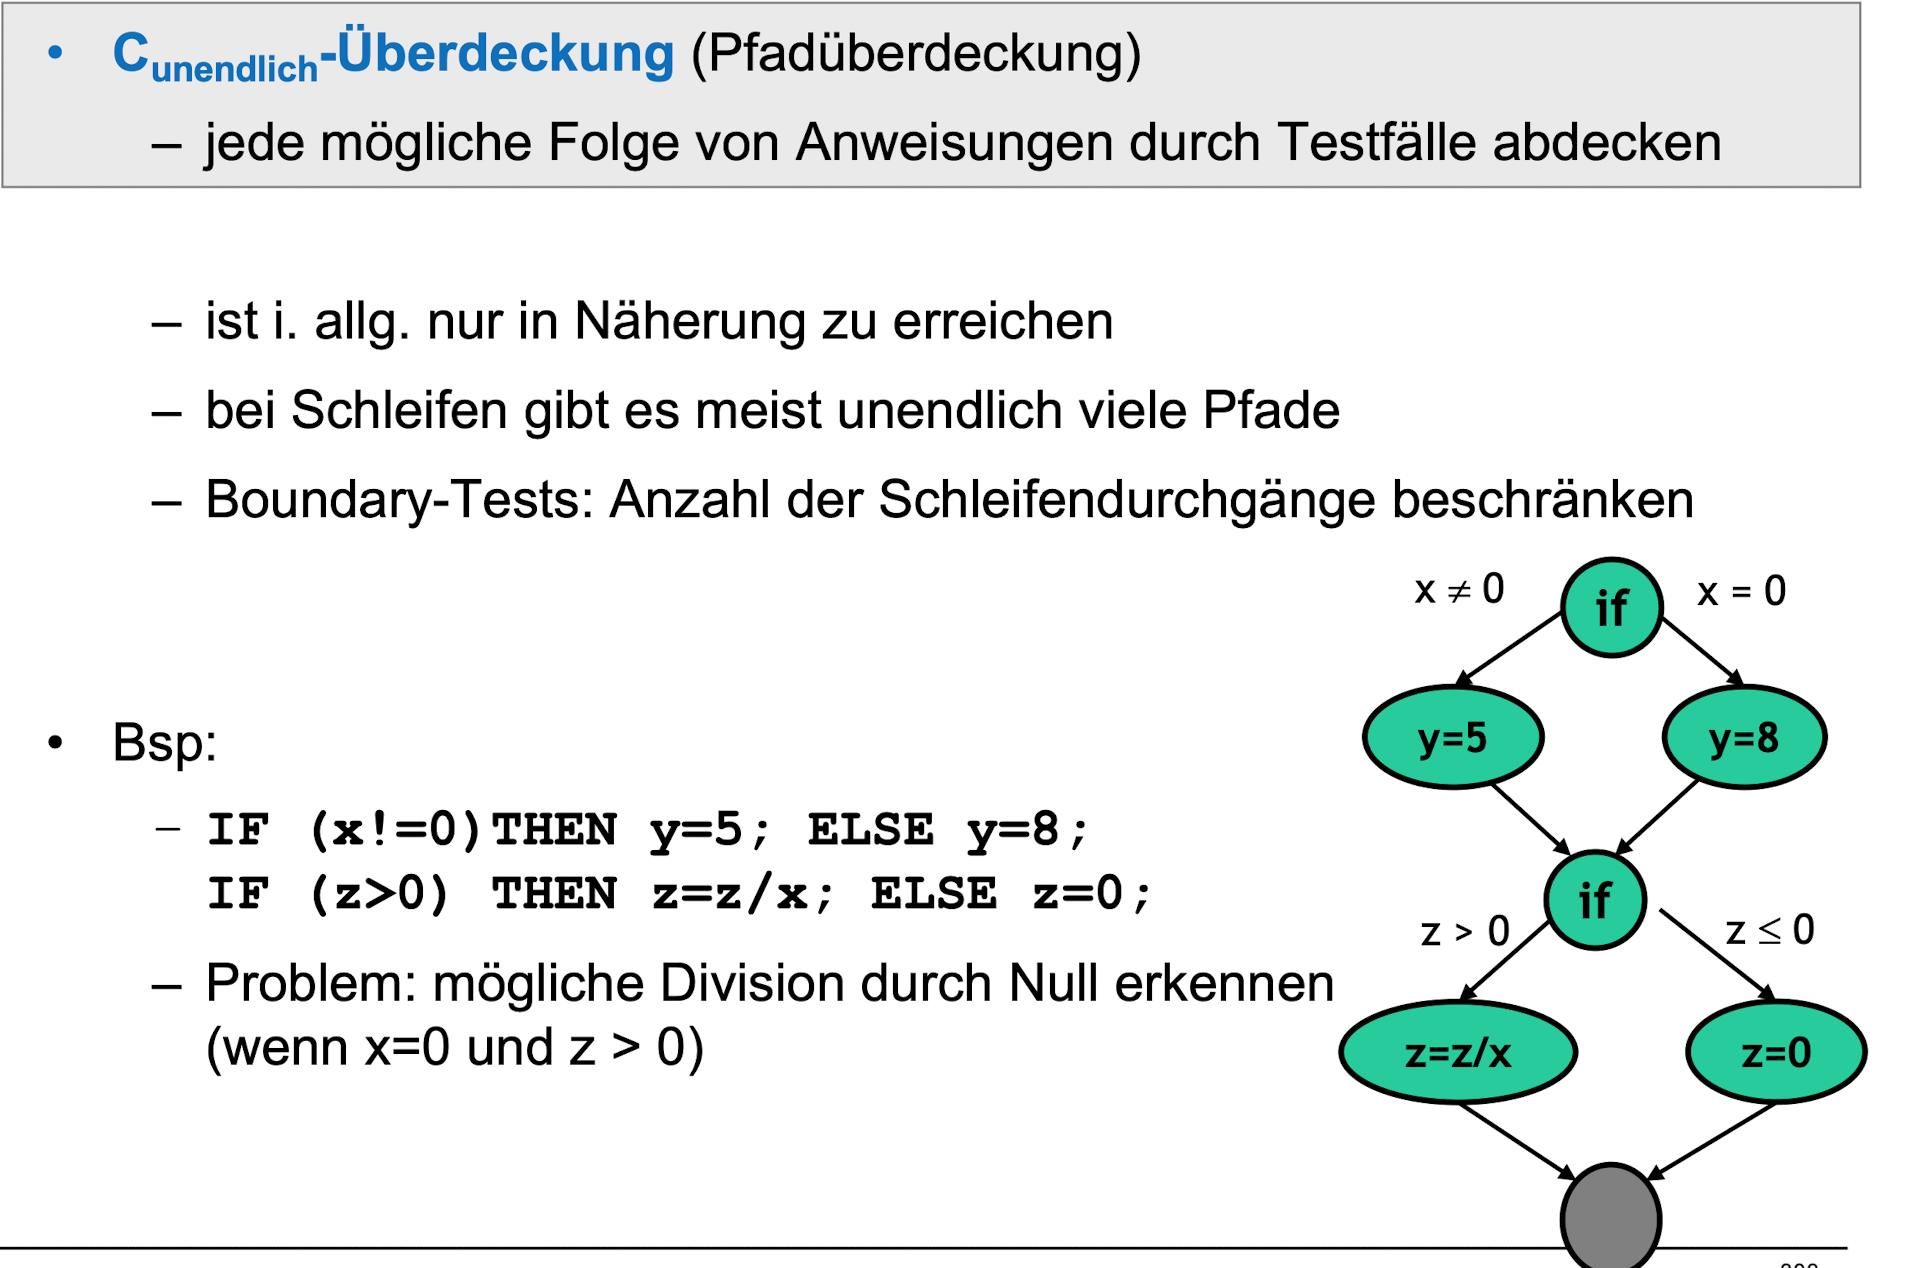 • Cunendlich-Überdeckung (Pfadüberdeckung)
– jede mögliche Folge von Anweisungen durch Testfälle abdecken
– ist i. allg. nur in Näherung zu erreichen
– bei Schleifen gibt es meist unendlich viele Pfade
– Boundary-Tests: Anzahl der Schleifendurchgänge beschränken
• Bsp:
– IF (x!=0)THEN y=5; ELSE y=8;
IF (z>0) THEN z=z/x; ELSE z=0;
– Problem: mögliche Division durch Null erkennen
(wenn x=0 und z > 0)
x ≠ 0
if
x = 0
y=5
y=8
if
z > 0
z ≤ 0
z=z/x
z=0